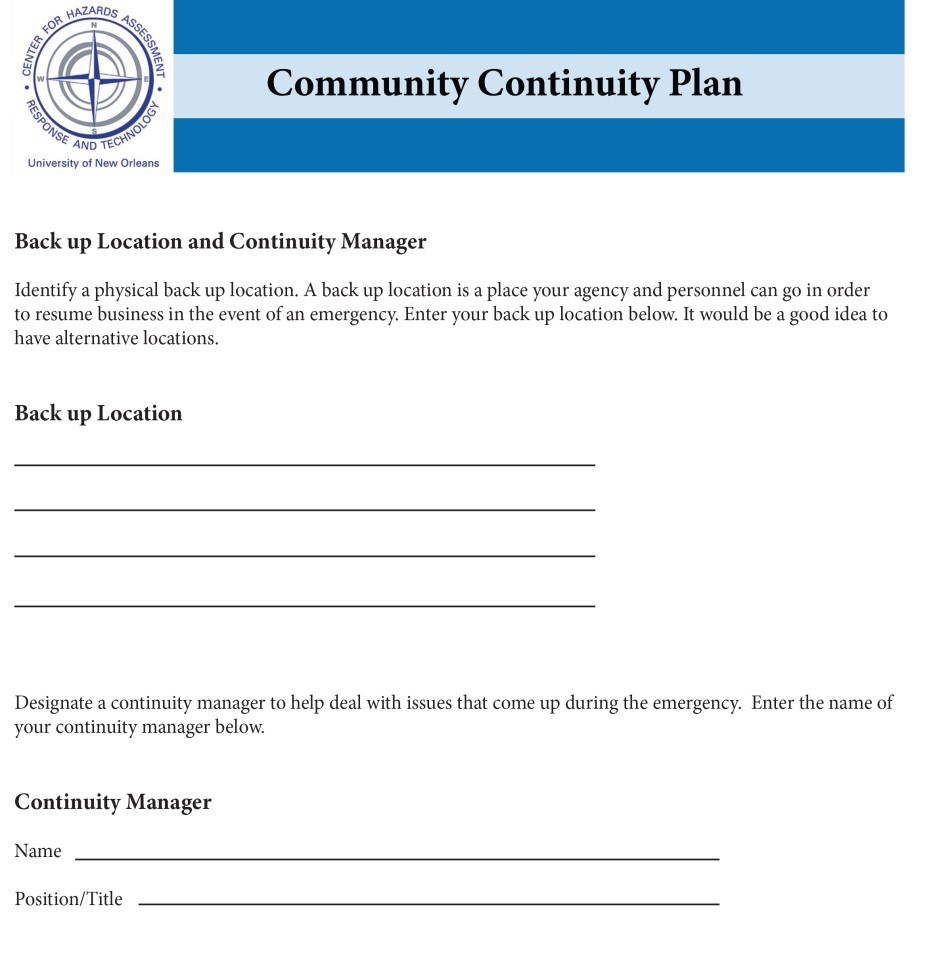 CENTER FOR HAZARDS ASSESSMENT
N
W
E
S
• RESPONSE AND TECHNOLOGY •
University of New Orleans
Community Continuity Plan
Back up Location and Continuity Manager
Identify a physical back up location. A back up location is a place your agency and personnel can go in order
to resume business in the event of an emergency. Enter your back up location below. It would be a good idea to
have alternative locations.
Back up Location
Designate a continuity manager to help deal with issues that come up during the emergency.  Enter the name of
your continuity manager below.
Continuity Manager
Name
Position/Title